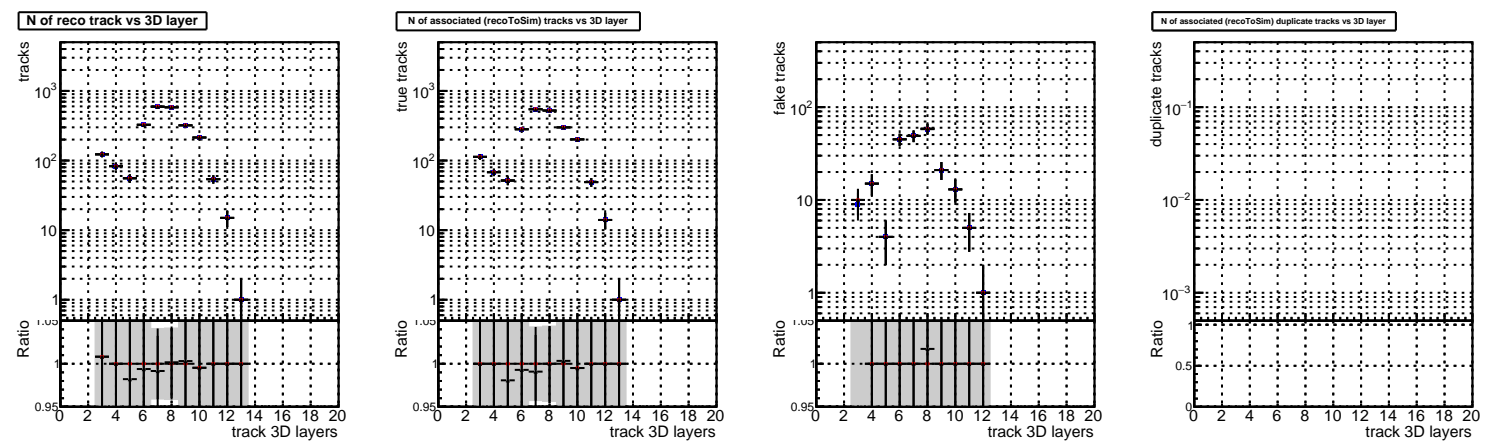 N of reco track vs 3D layer
tracks
10³
10²
10
1
1.05
Ratio
1
0.95
0 2 4 6 8 10 12 14 16 18 20
track 3D layers
N of associated (recoToSim) tracks vs 3D layer
true tracks
10³
10²
10
1
1.05
Ratio
1
0.95
0 2 4 6 8 10 12 14 16 18 20
track 3D layers
fake tracks
10²
10
1
1.05
Ratio
1
0.95
0 2 4 6 8 10 12 14 16 18 20
track 3D layers
N of associated (recoToSim) duplicate tracks vs 3D layer
duplicate tracks
10⁻¹
10⁻²
10⁻³
Ratio
1
0.5
0
0 2 4 6 8 10 12 14 16 18 20
track 3D layers